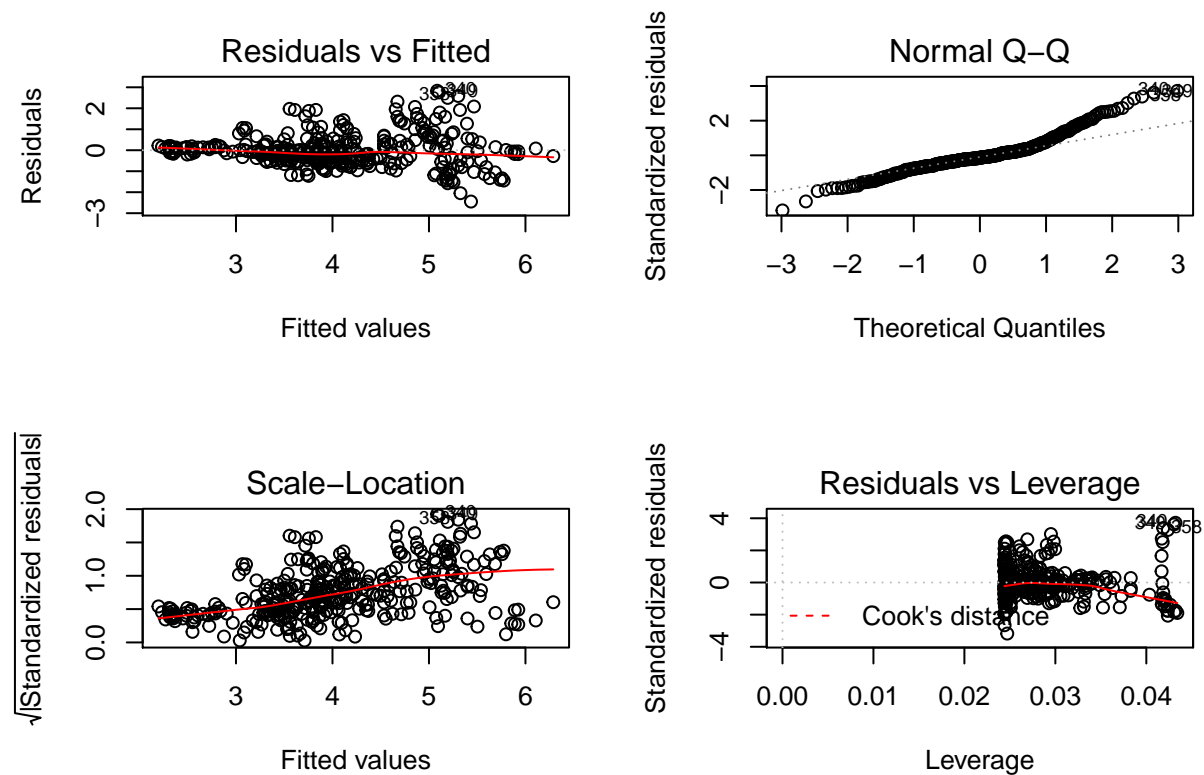 Residuals vs Fitted
Residuals
2
0
−3
3 4 5 6
Fitted values
Normal Q−Q
Standardized residuals
2
−2
−3 −2 −1 0 1 2 3
Theoretical Quantiles
Scale−Location
√|Standardized residuals|
2.0
1.0
0.0
3 4 5 6
Fitted values
Residuals vs Leverage
Standardized residuals
4
0
−4
358
Cook's distance
0.00 0.01 0.02 0.03 0.04
Leverage